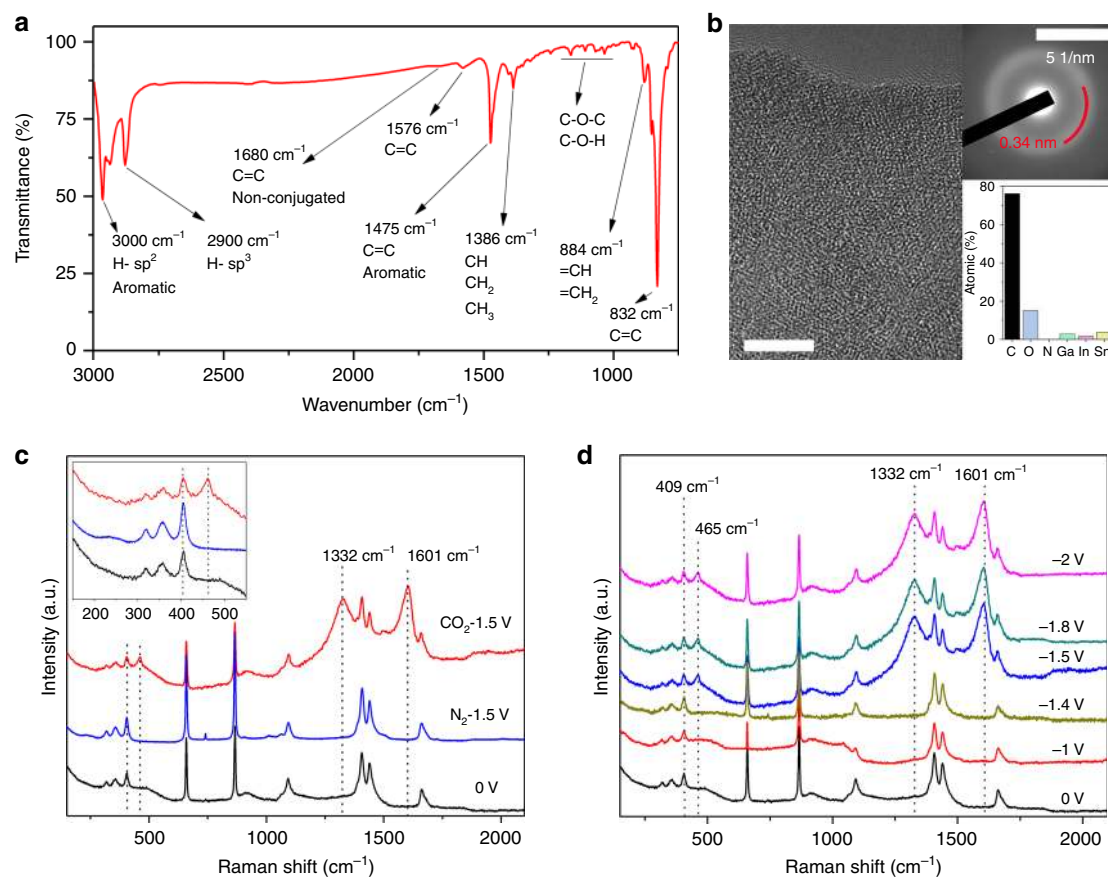 a
100
75
50
25
0
Transmittance (%)
3000
2500
2000
1500
1000
Wavenumber (cm⁻¹)
3000 cm⁻¹
H- sp²
Aromatic
2900 cm⁻¹
H- sp³
1680 cm⁻¹
C=C
Non-conjugated
1576 cm⁻¹
C=C
1475 cm⁻¹
C=C
Aromatic
1386 cm⁻¹
CH
CH₂
CH₃
C-O-C
C-O-H
884 cm⁻¹
=CH
=CH₂
832 cm⁻¹
C=C
b
5 1/nm
0.34 nm
80
60
40
20
0
Atomic (%)
C O N Ga In Sn
c
150 200 300 400 500
1332 cm⁻¹
1601 cm⁻¹
CO₂-1.5 V
N₂-1.5 V
0 V
Intensity (a.u.)
500 1000 1500 2000
Raman shift (cm⁻¹)
d
409 cm⁻¹
465 cm⁻¹
1332 cm⁻¹
1601 cm⁻¹
–2 V
–1.8 V
–1.5 V
–1.4 V
–1 V
0 V
Intensity (a.u.)
500 1000 1500 2000
Raman shift (cm⁻¹)